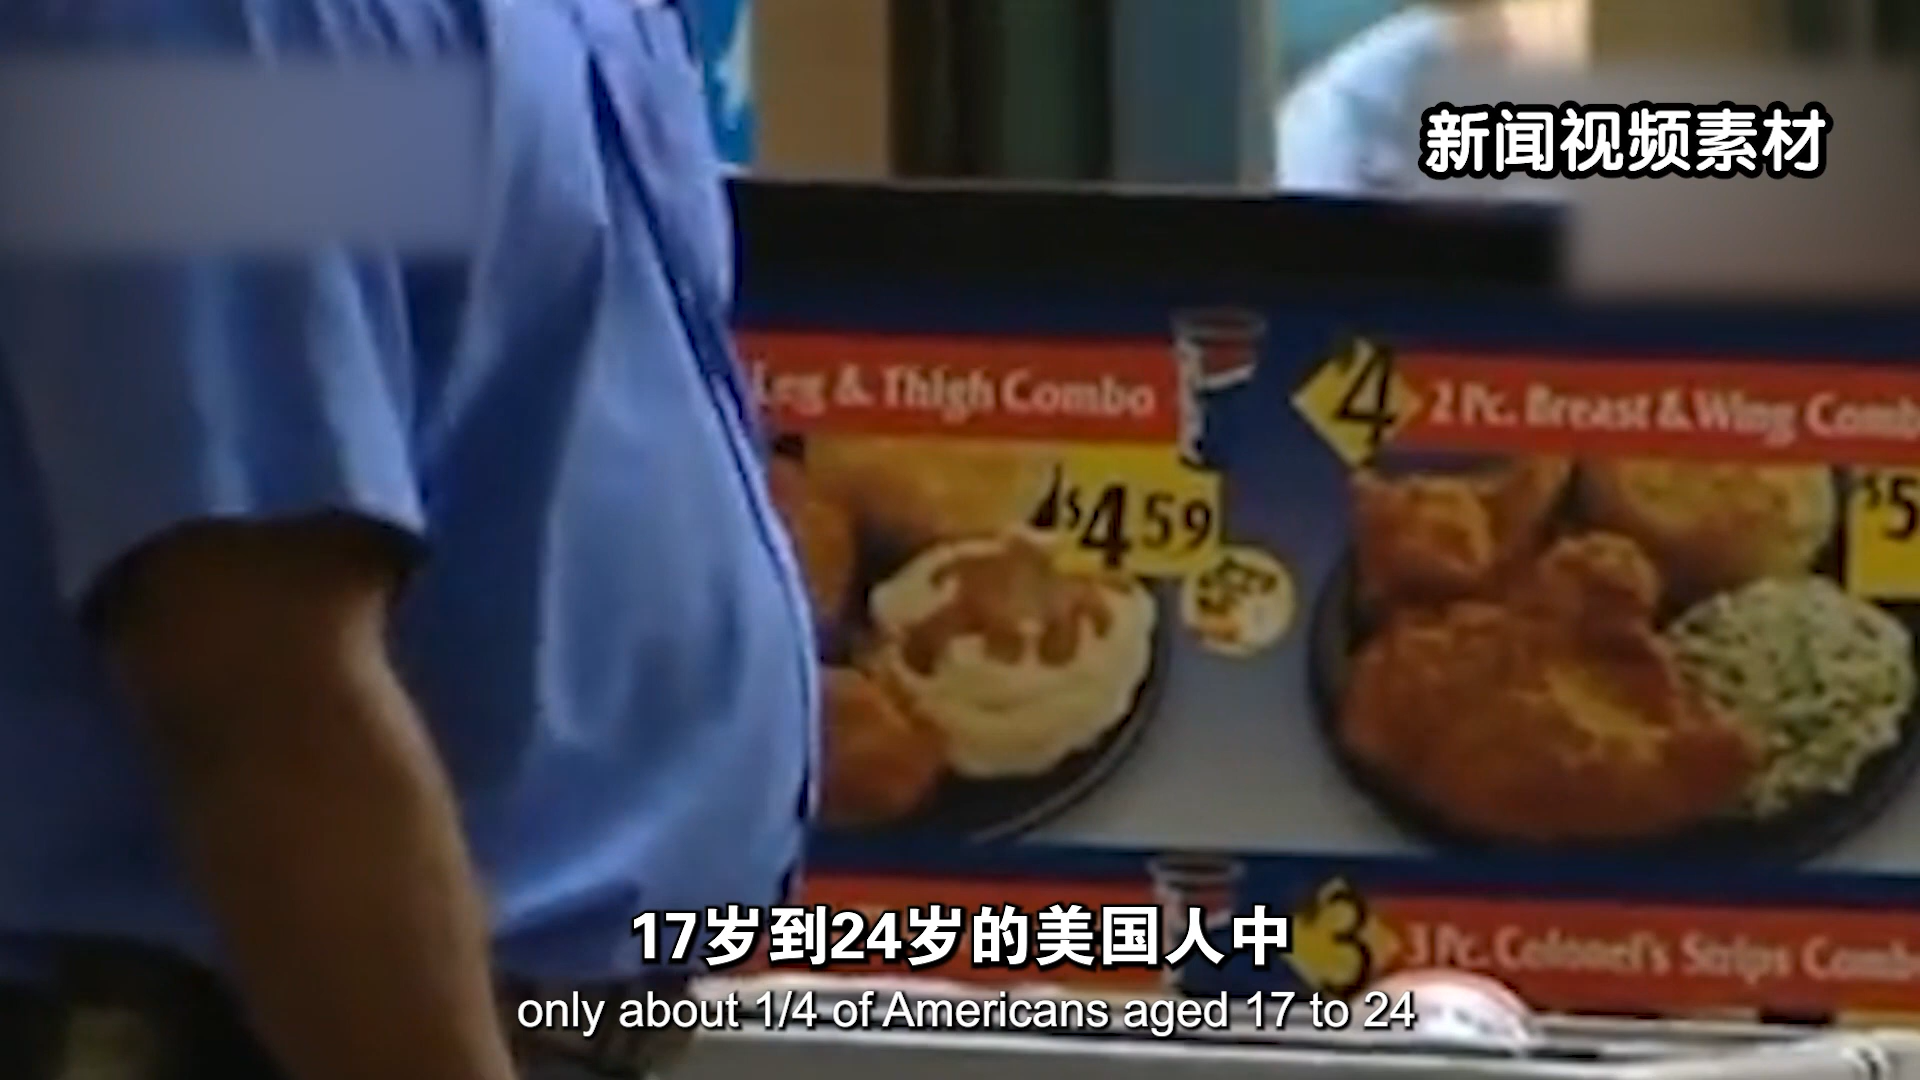 新闻视频素材
Leg & Thigh Combo
$4.59
4
2 Pc. Breast & Wing Comb
$5
3
3 Pc. Colonel's Strips Comb
17岁到24岁的美国人中
only about 1/4 of Americans aged 17 to 24